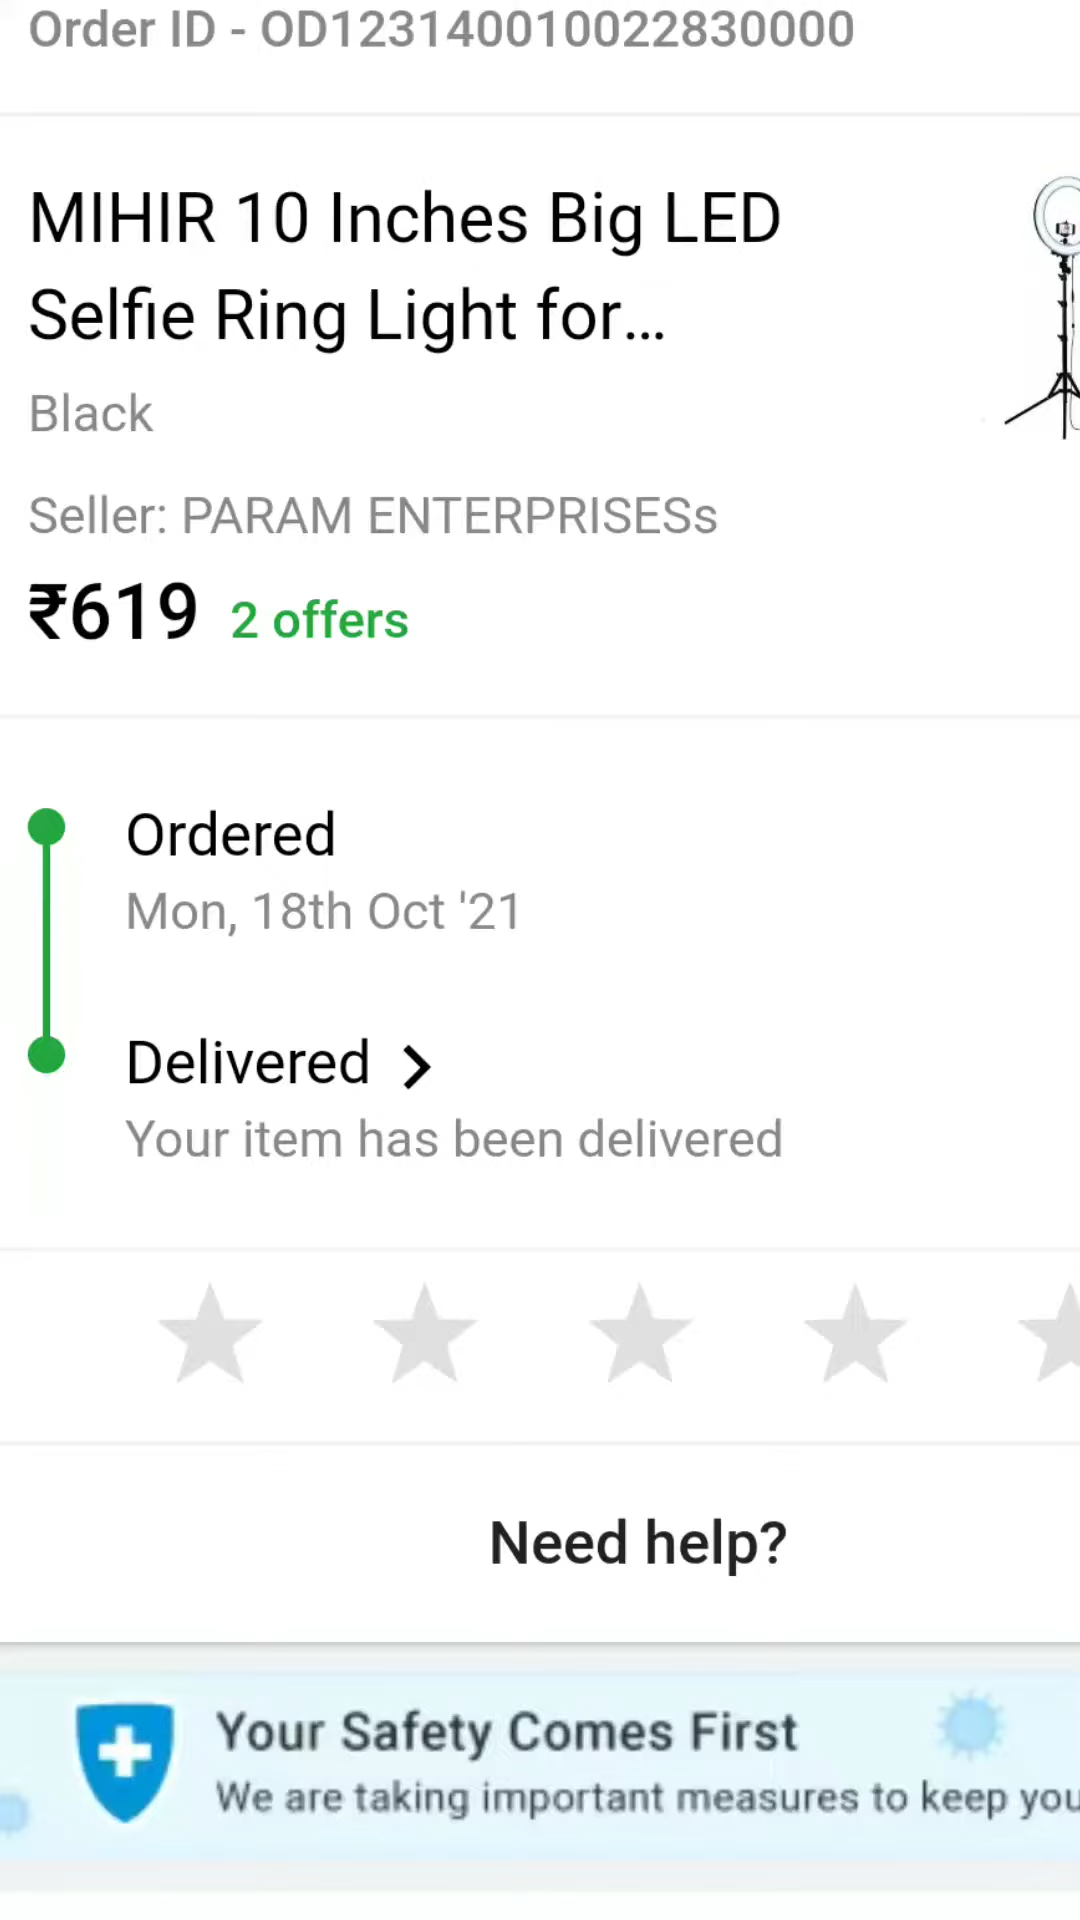 Order ID - OD123140010022830000
MIHIR 10 Inches Big LED
Selfie Ring Light for...
Black
Seller: PARAM ENTERPRISESs
₹619 2 offers
Ordered
Mon, 18th Oct '21
Delivered
Your item has been delivered
Need help?
Your Safety Comes First
We are taking important measures to keep you